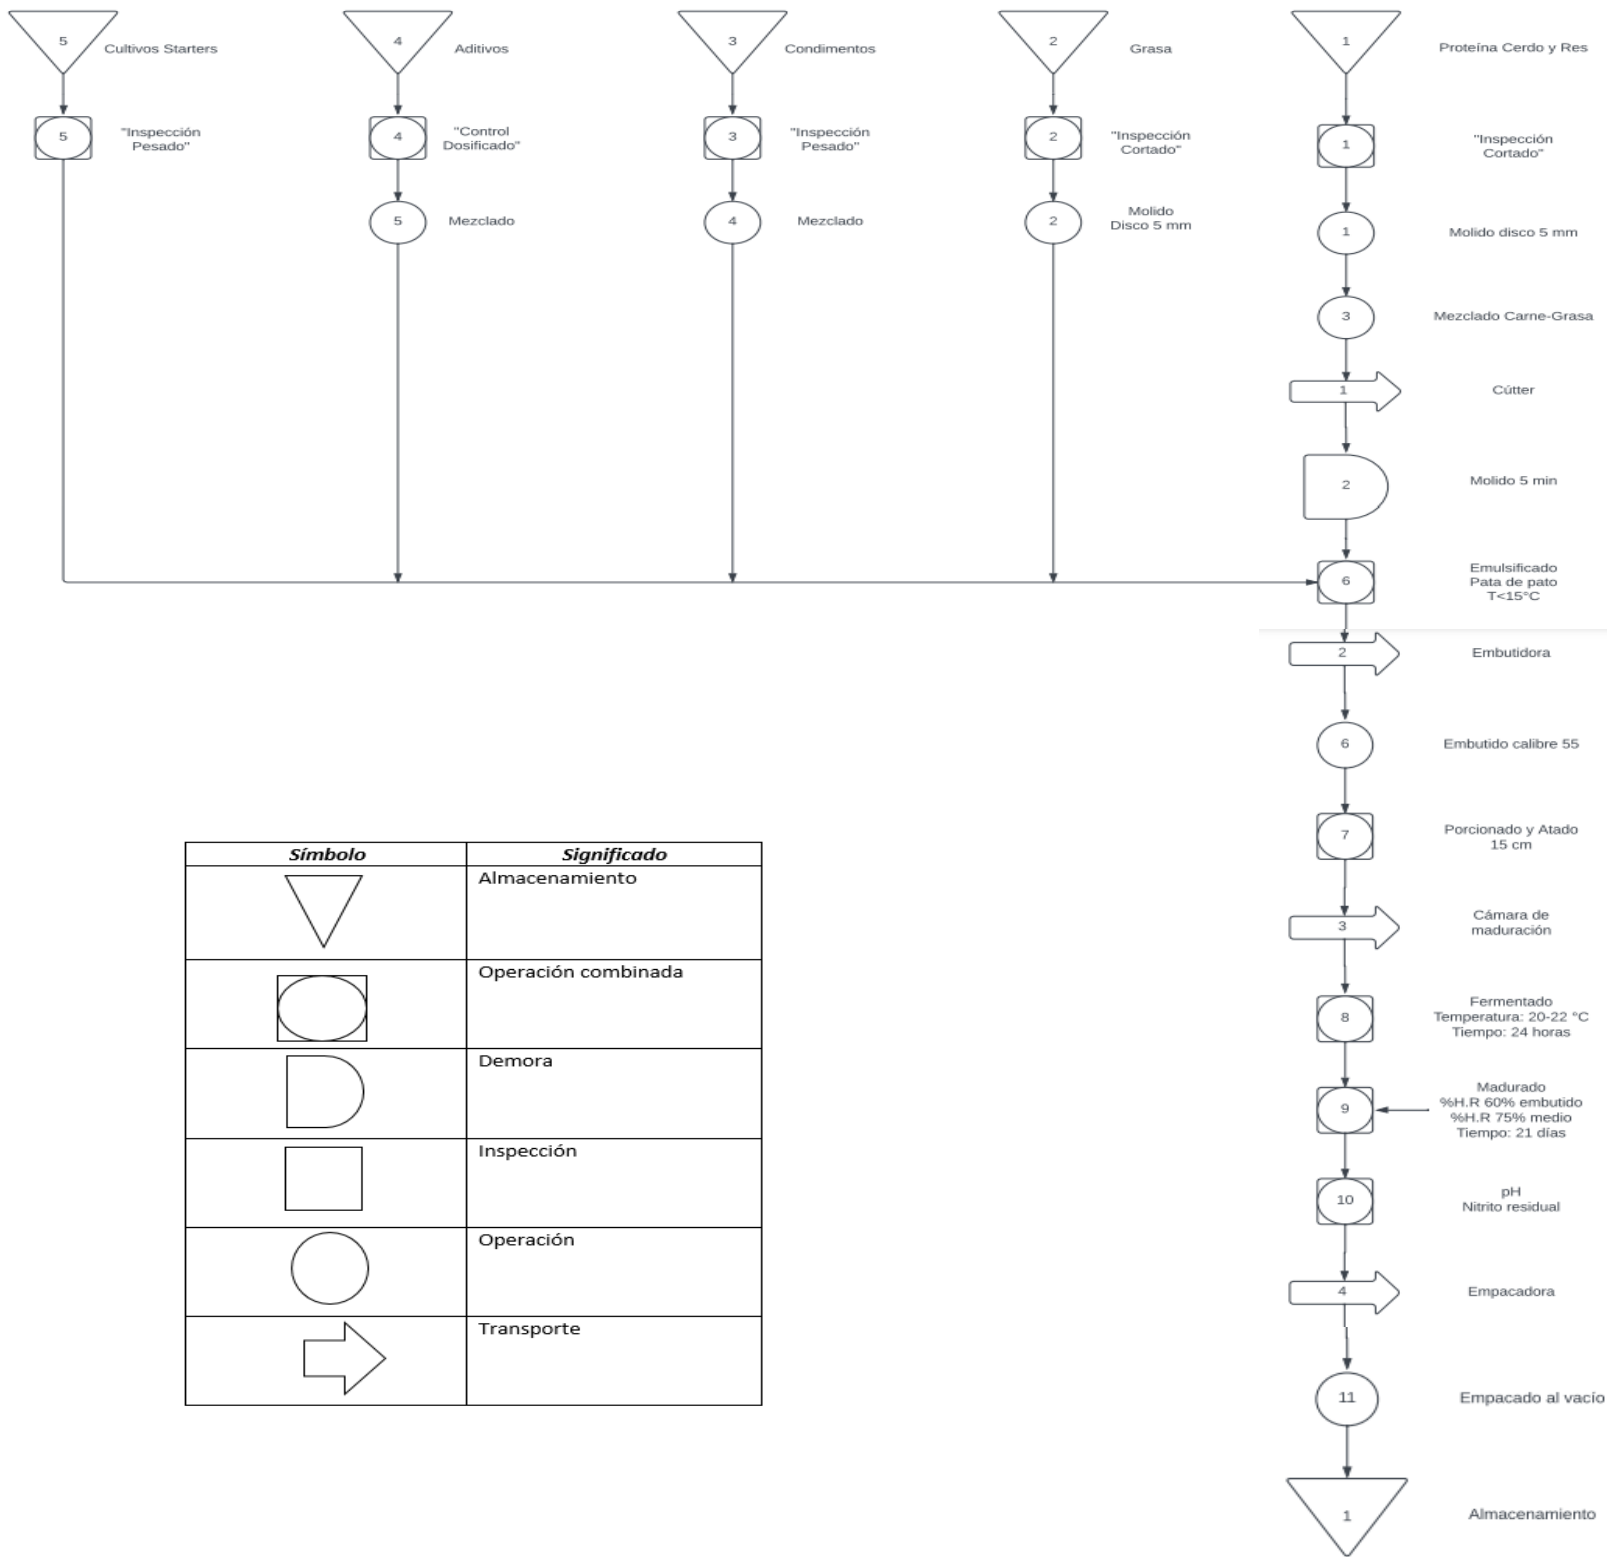 5
Cultivos Starters
4
Aditivos
3
Condimentos
2
Grasa
1
Proteína Cerdo y Res
5
"Inspección
Pesado"
4
"Control
Dosificado"
3
"Inspección
Pesado"
2
"Inspección
Cortado"
1
"Inspección
Cortado"
5
Mezclado
4
Mezclado
2
Molido
Disco 5 mm
1
Molido disco 5 mm
3
Mezclado Carne-Grasa
1
Cútter
2
Molido 5 min
6
Emulsificado
Pata de pato
T<15°C
2
Embutidora
6
Embutido calibre 55
7
Porcionado y Atado
15 cm
3
Cámara de
maduración
8
Fermentado
Temperatura: 20-22 °C
Tiempo: 24 horas
9
Madurado
%H.R 60% embutido
%H.R 75% medio
Tiempo: 21 días
10
pH
Nitrito residual
4
Empacadora
11
Empacado al vacío
1
Almacenamiento
Símbolo
Significado
Almacenamiento
Operación combinada
Demora
Inspección
Operación
Transporte